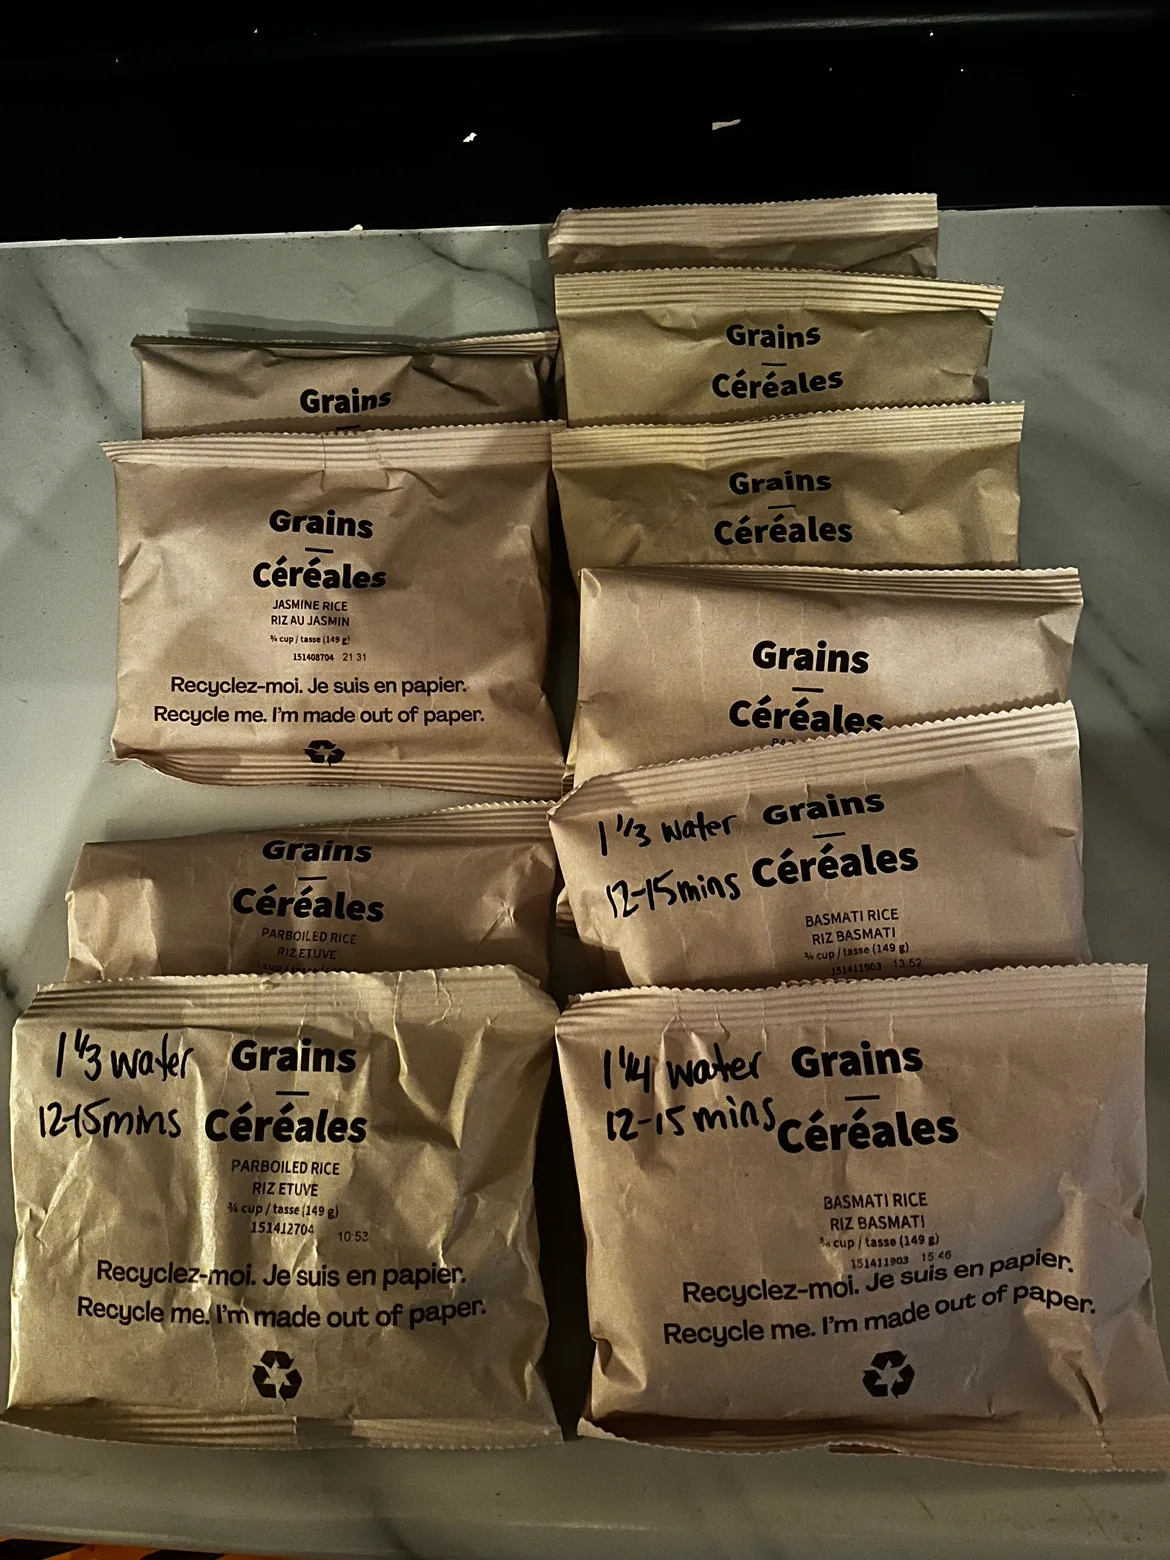 Grains
Grains
Céréales
JASMINE RICE
RIZ AU JASMIN
¾ cup / tasse (149 g)
151408704 21:31
Recyclez-moi. Je suis en papier.
Recycle me. I'm made out of paper.
Grains
Céréales
PARBOILED RICE
RIZ ETUVE
1 1/3 water
12-15mins
Grains
Céréales
PARBOILED RICE
RIZ ETUVE
¾ cup / tasse (149 g)
151412704 10:53
Recyclez-moi. Je suis en papier.
Recycle me. I'm made out of paper.
Grains
Céréales
Grains
Céréales
Grains
Céréales
1 1/3 water
12-15mins
Grains
Céréales
BASMATI RICE
RIZ BASMATI
¾ cup / tasse (149 g)
151411903 13:52
1 1/4 water
12-15 mins
Grains
Céréales
BASMATI RICE
RIZ BASMATI
¾ cup / tasse (149 g)
151411903 15:46
Recyclez-moi. Je suis en papier.
Recycle me. I'm made out of paper.